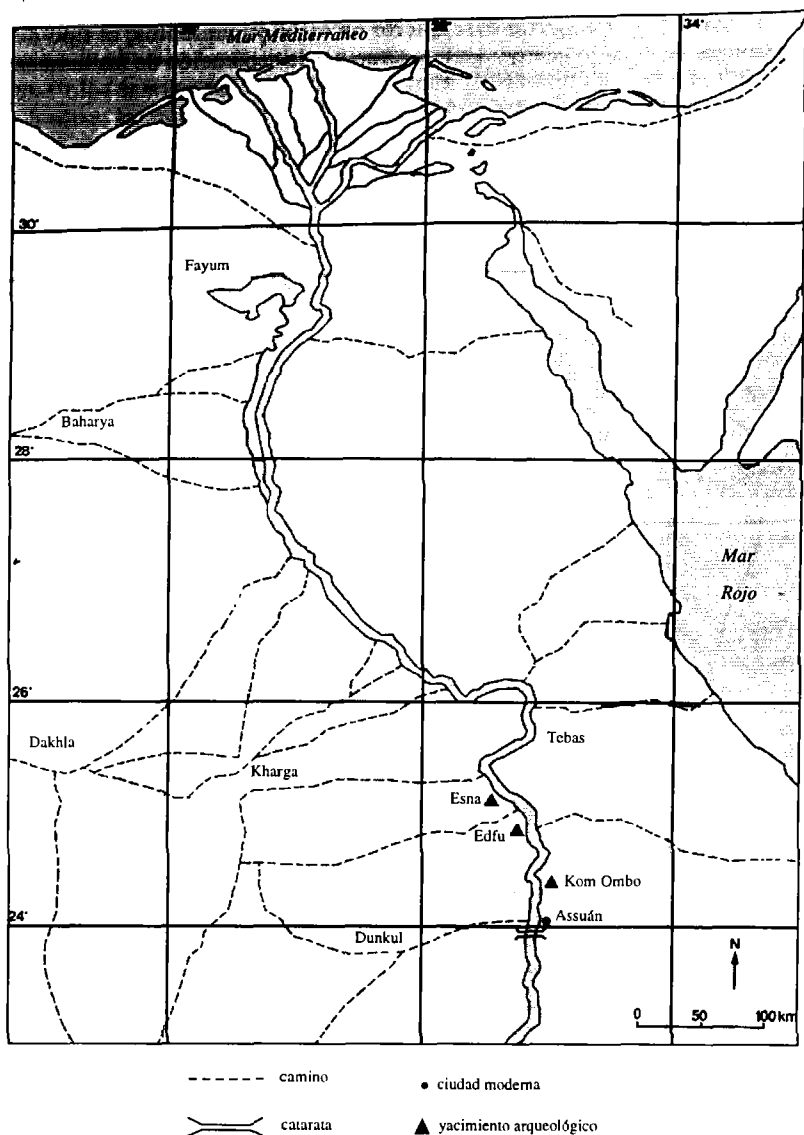 Mar Mediterraneo
34°
30°
Fayum
Baharya
28°
Mar
Rojo
26°
Dakhla
Tebas
Kharga
Esna
Edfu
Kom Ombo
24°
Assuán
Dunkul
N
0 50 100 km
camino
ciudad moderna
catarata
yacimiento arqueológico